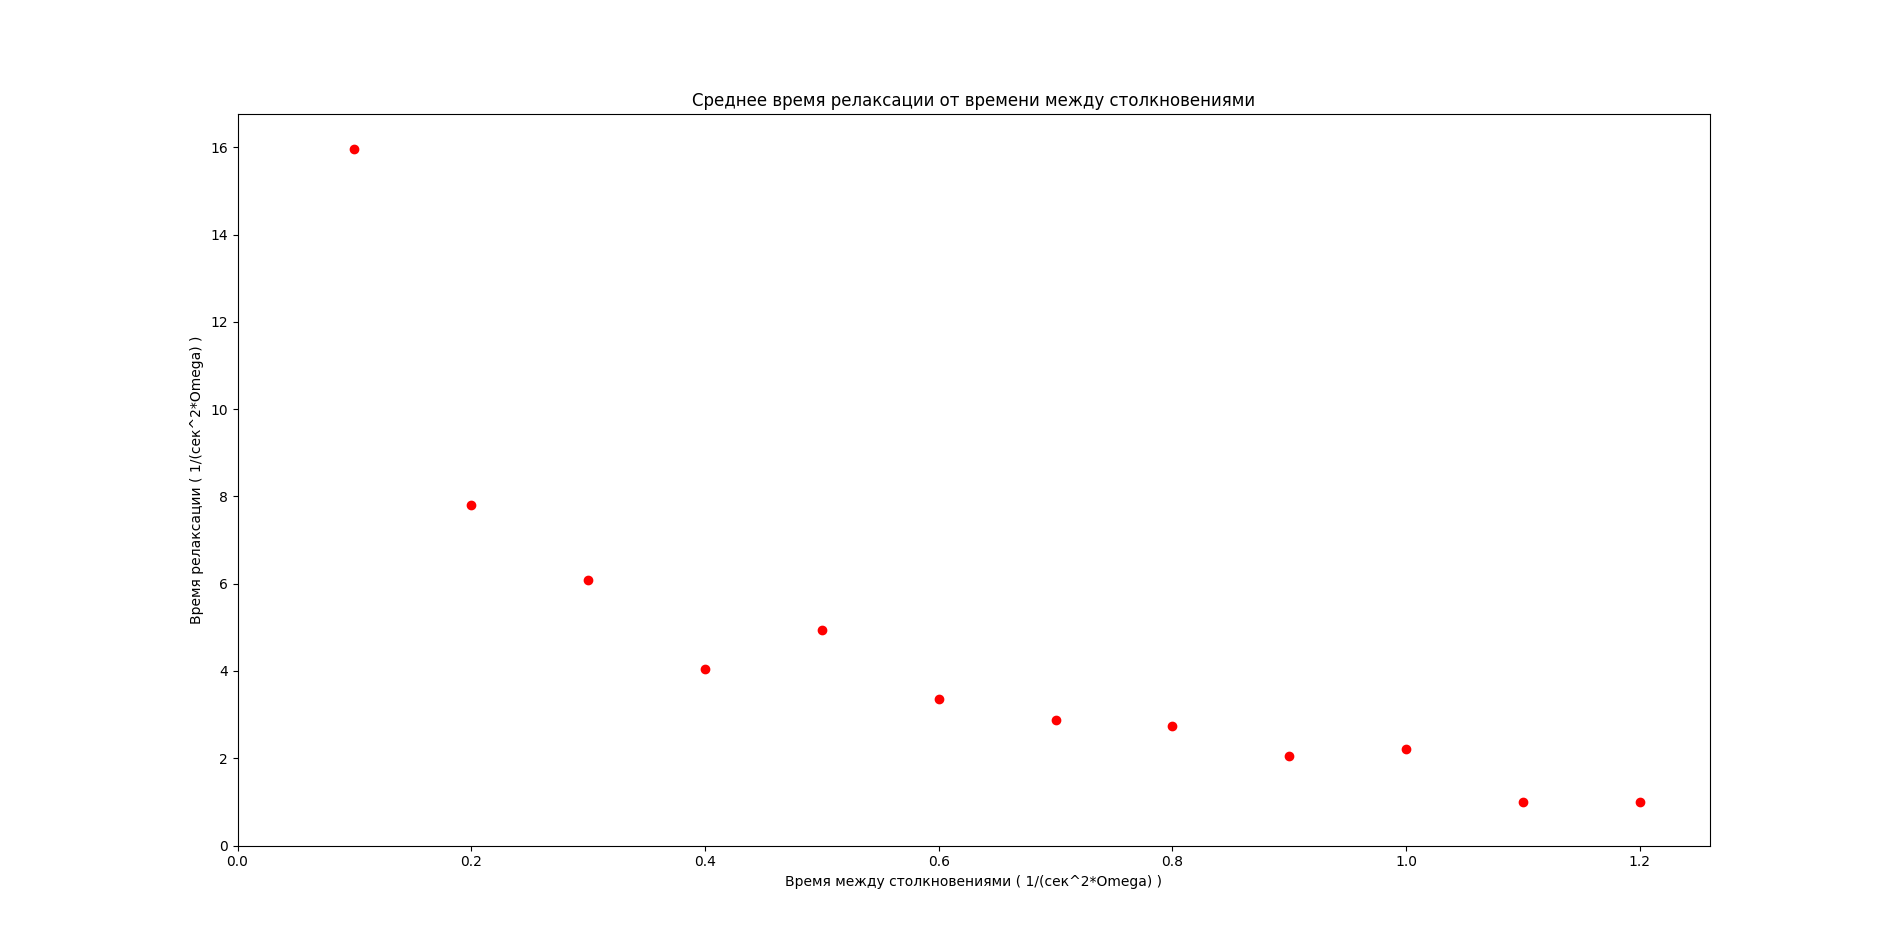 Среднее время релаксации от времени между столкновениями
16
14
12
10
8
6
4
2
0
Время релаксации ( 1/(сек^2*Omega) )
0.0 0.2 0.4 0.6 0.8 1.0 1.2
Время между столкновениями ( 1/(сек^2*Omega) )